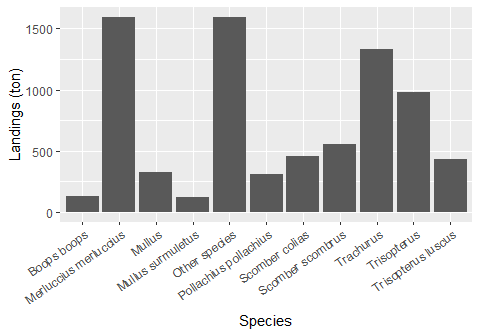 Landings (ton)
1500
1000
500
0
Boops boops
Merluccius merluccius
Mullus
Mullus surmuletus
Other species
Pollachius pollachius
Scomber colias
Scomber scombrus
Trachurus
Trisopterus
Trisopterus luscus
Species